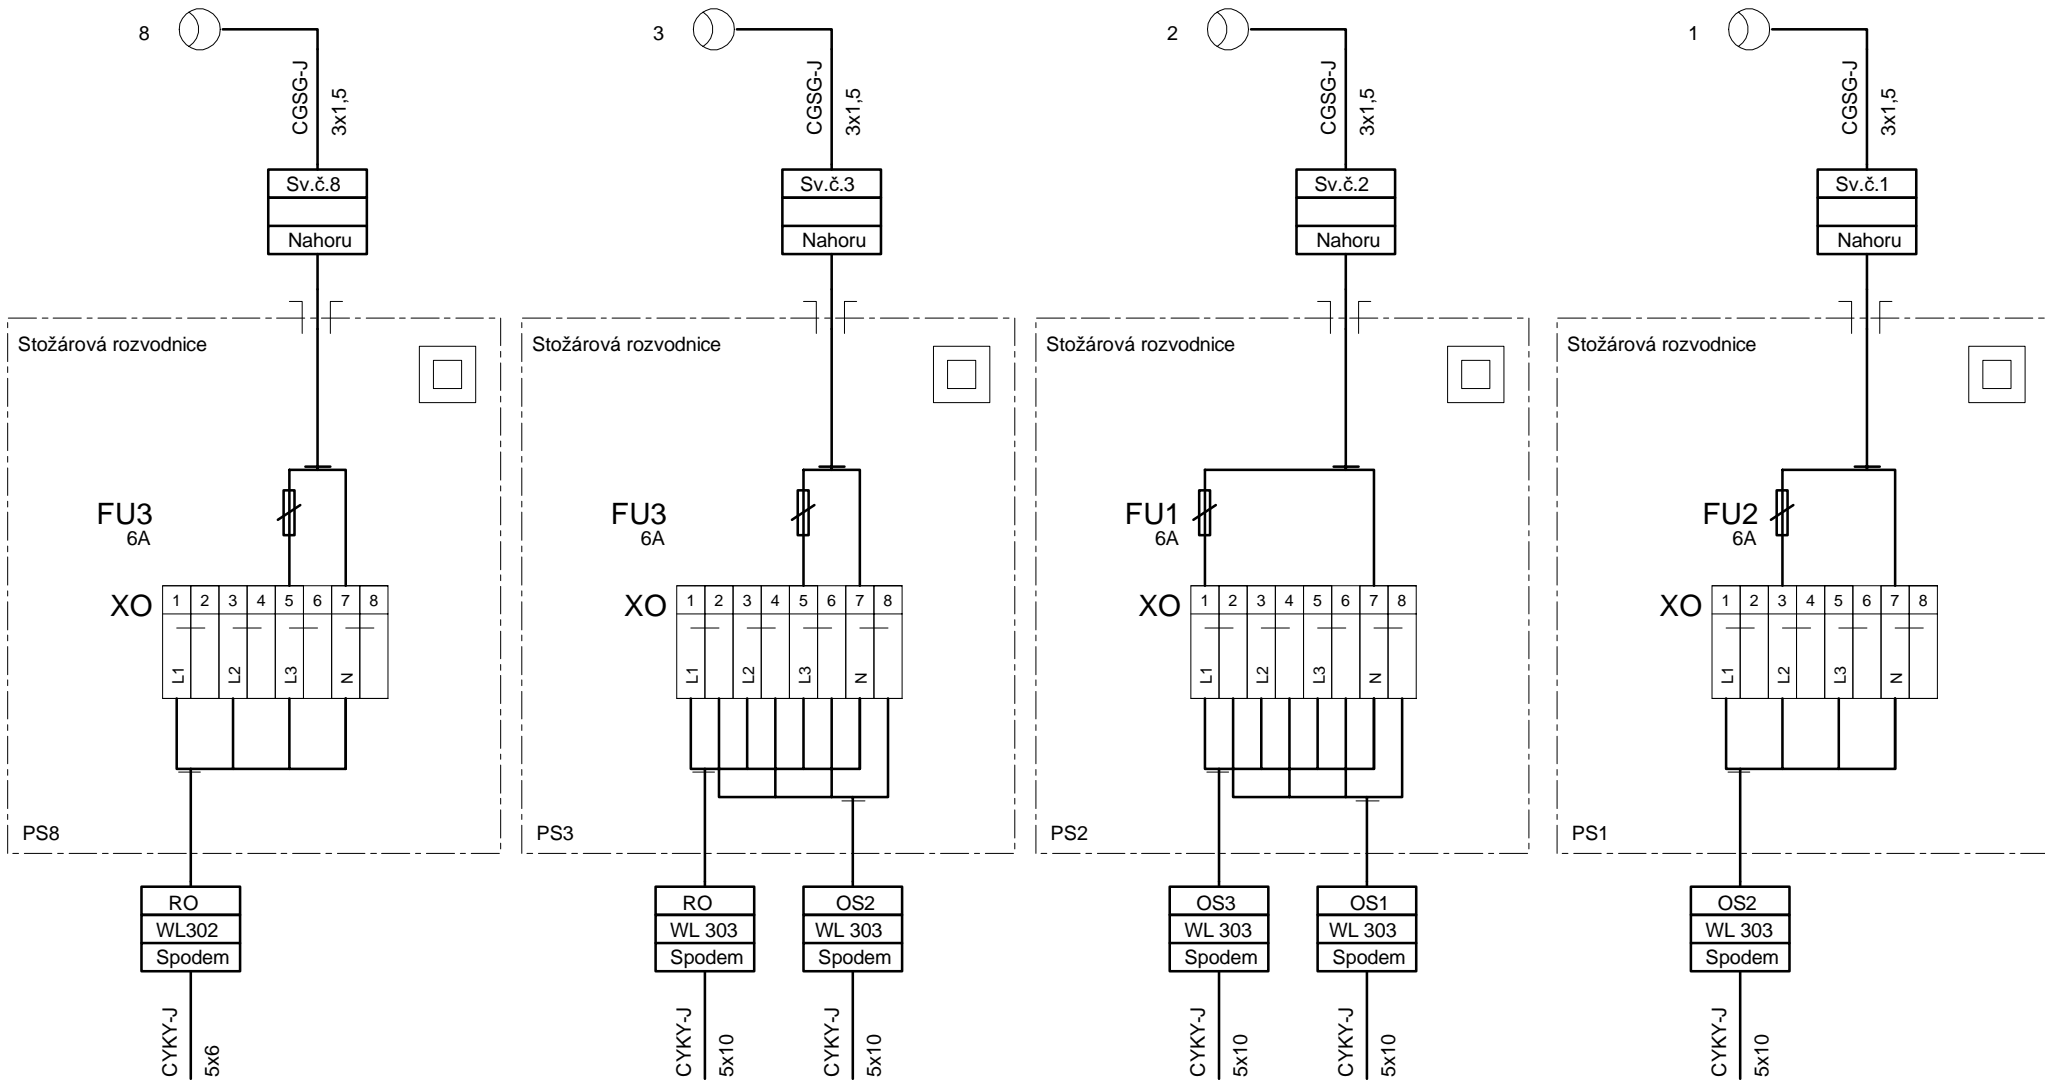 8
CGSG-J
3x1,5
Sv.č.8
Nahoru
Stožárová rozvodnice
FU3
6A
XO
1 2 3 4 5 6 7 8
L1 L2 L3 N
PS8
RO
WL302
Spodem
CYKY-J
5x6
3
CGSG-J
3x1,5
Sv.č.3
Nahoru
Stožárová rozvodnice
FU3
6A
XO
1 2 3 4 5 6 7 8
L1 L2 L3 N
PS3
RO
WL 303
Spodem
CYKY-J
5x10
OS2
WL 303
Spodem
CYKY-J
5x10
2
CGSG-J
3x1,5
Sv.č.2
Nahoru
Stožárová rozvodnice
FU1
6A
XO
1 2 3 4 5 6 7 8
L1 L2 L3 N
PS2
OS3
WL 303
Spodem
CYKY-J
5x10
OS1
WL 303
Spodem
CYKY-J
5x10
1
CGSG-J
3x1,5
Sv.č.1
Nahoru
Stožárová rozvodnice
FU2
6A
XO
1 2 3 4 5 6 7 8
L1 L2 L3 N
PS1
OS2
WL 303
Spodem
CYKY-J
5x10